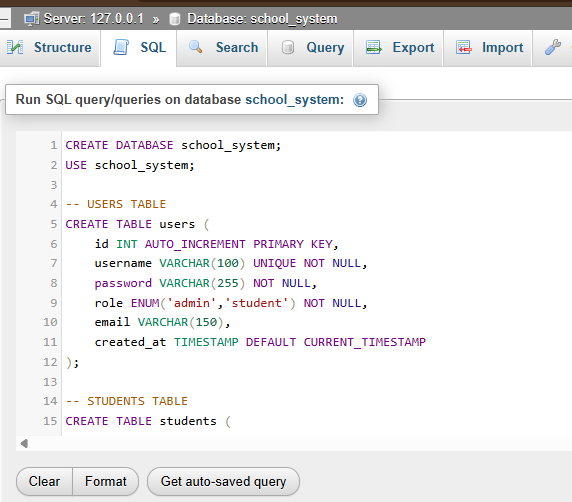 Server: 127.0.0.1 » Database: school_system
Structure SQL Search Query Export Import
Run SQL query/queries on database school_system:
1 CREATE DATABASE school_system;
2 USE school_system;
3
4 -- USERS TABLE
5 CREATE TABLE users (
6 id INT AUTO_INCREMENT PRIMARY KEY,
7 username VARCHAR(100) UNIQUE NOT NULL,
8 password VARCHAR(255) NOT NULL,
9 role ENUM('admin','student') NOT NULL,
10 email VARCHAR(150),
11 created_at TIMESTAMP DEFAULT CURRENT_TIMESTAMP
12 );
13
14 -- STUDENTS TABLE
15 CREATE TABLE students (
Clear Format Get auto-saved query